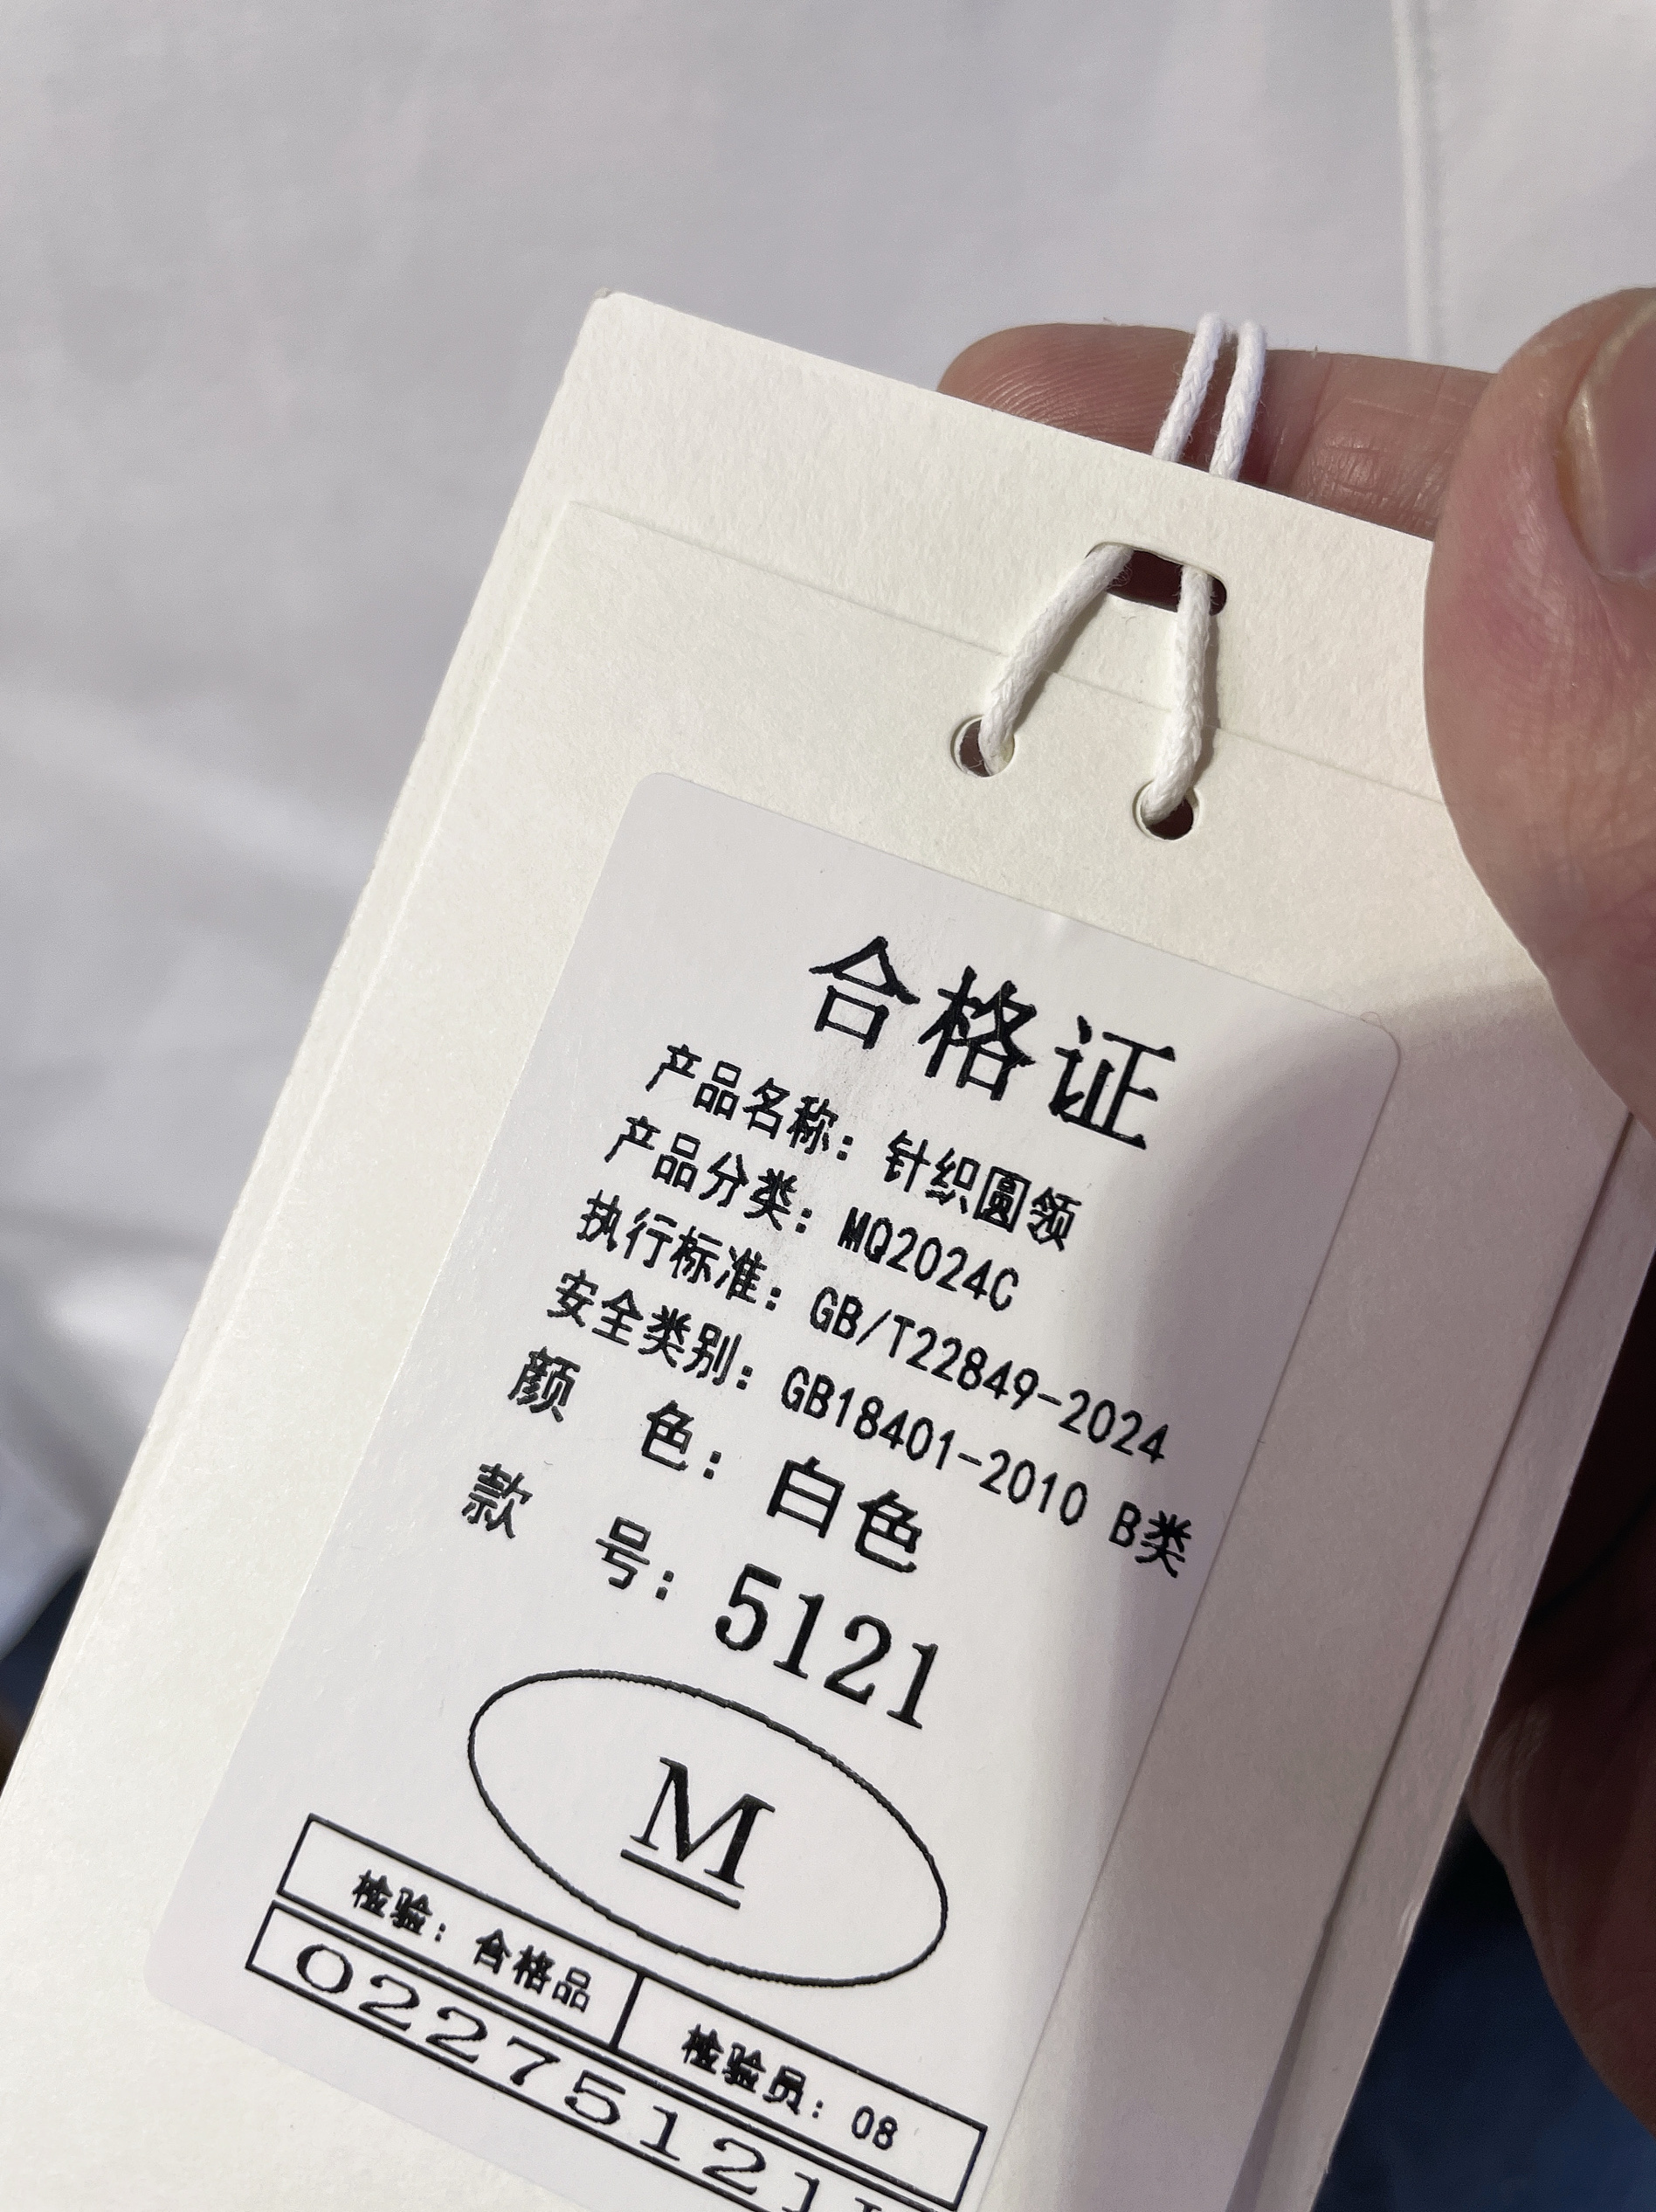 合格证
产品名称：针织圆领
产品分类：MQ2024C
执行标准：GB/T22849-2024
安全类别：GB18401-2010 B类
颜 色：白色
款 号：5121
M
检验：合格品 检验员：08
02275121